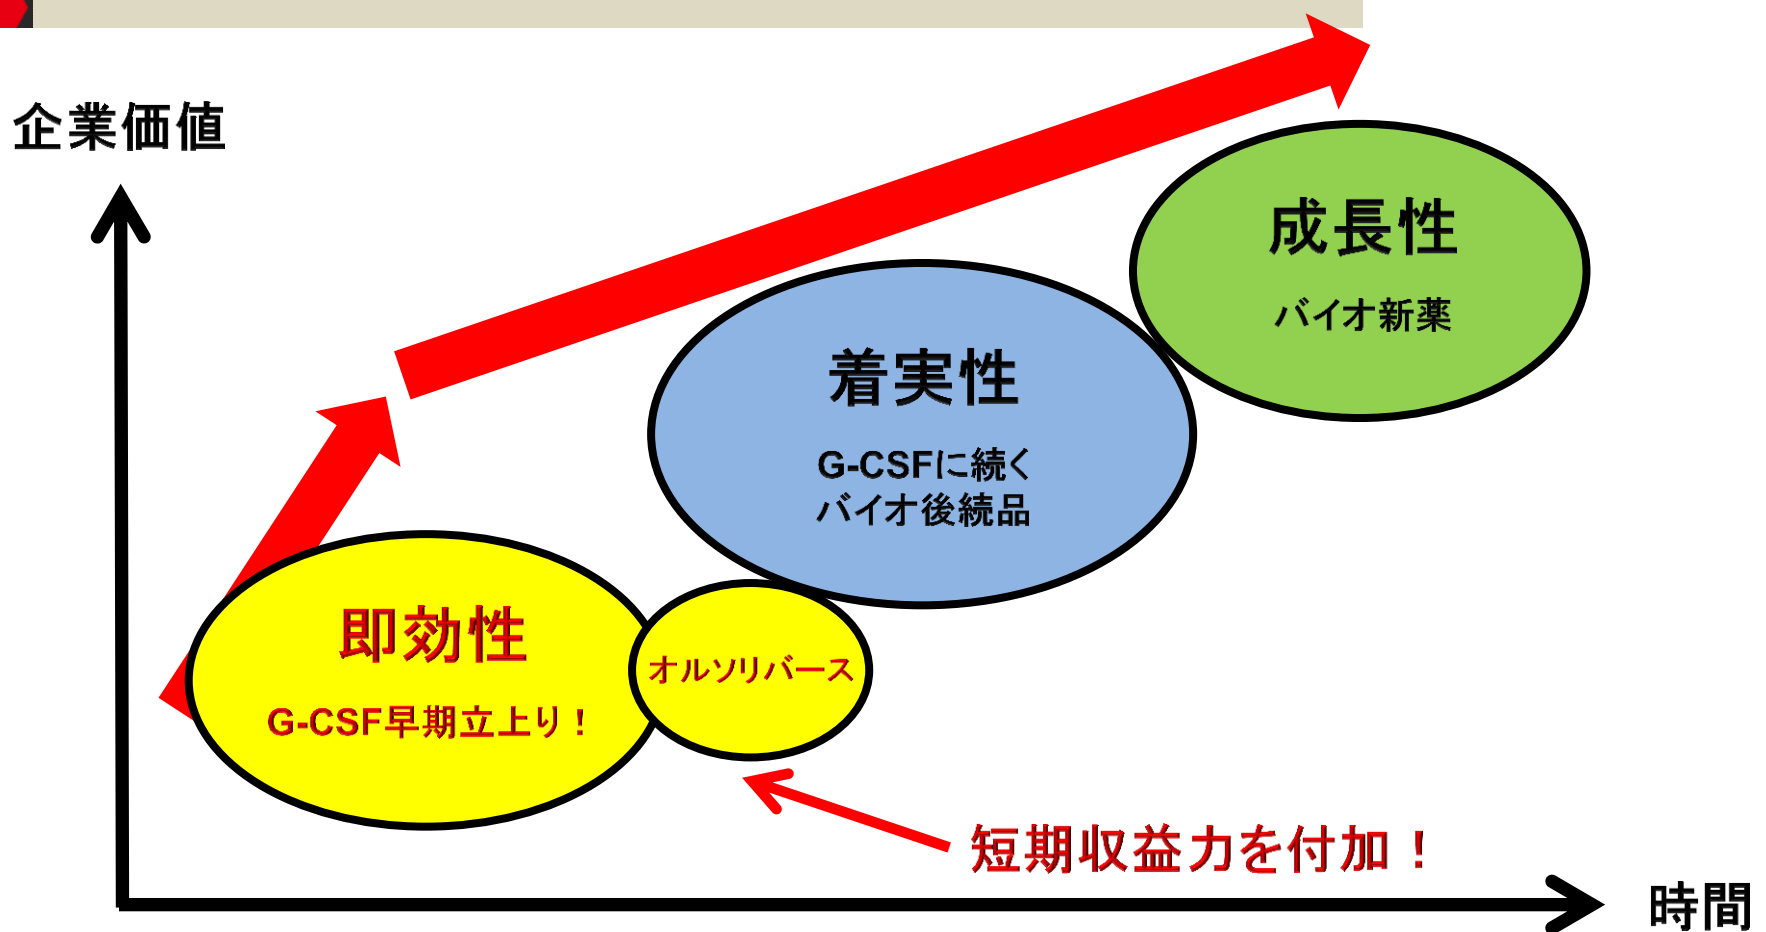 企業価値
成長性
バイオ新薬
着実性
G-CSFに続く
バイオ後続品
即効性
G-CSF早期立上り！
オルソリバース
短期収益力を付加！
時間